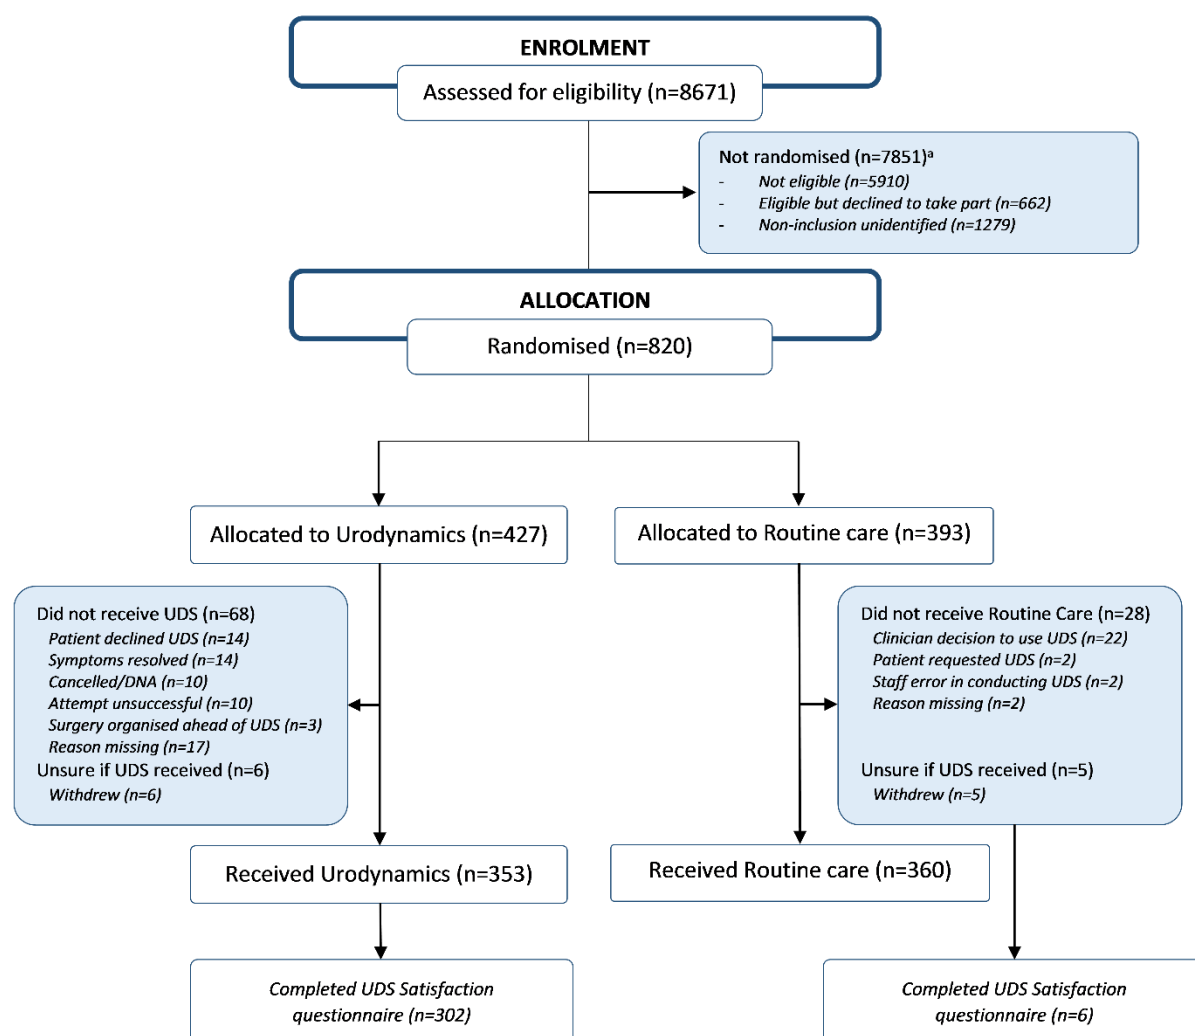 ENROLMENT
Assessed for eligibility (n=8671)
Not randomised (n=7851)ᵃ
- Not eligible (n=5910)
- Eligible but declined to take part (n=662)
- Non-inclusion unidentified (n=1279)
ALLOCATION
Randomised (n=820)
Allocated to Urodynamics (n=427)
Allocated to Routine care (n=393)
Did not receive UDS (n=68)
Patient declined UDS (n=14)
Symptoms resolved (n=14)
Cancelled/DNA (n=10)
Attempt unsuccessful (n=10)
Surgery organised ahead of UDS (n=3)
Reason missing (n=17)
Unsure if UDS received (n=6)
Withdrew (n=6)
Did not receive Routine Care (n=28)
Clinician decision to use UDS (n=22)
Patient requested UDS (n=2)
Staff error in conducting UDS (n=2)
Reason missing (n=2)
Unsure if UDS received (n=5)
Withdrew (n=5)
Received Urodynamics (n=353)
Received Routine care (n=360)
Completed UDS Satisfaction
questionnaire (n=302)
Completed UDS Satisfaction
questionnaire (n=6)